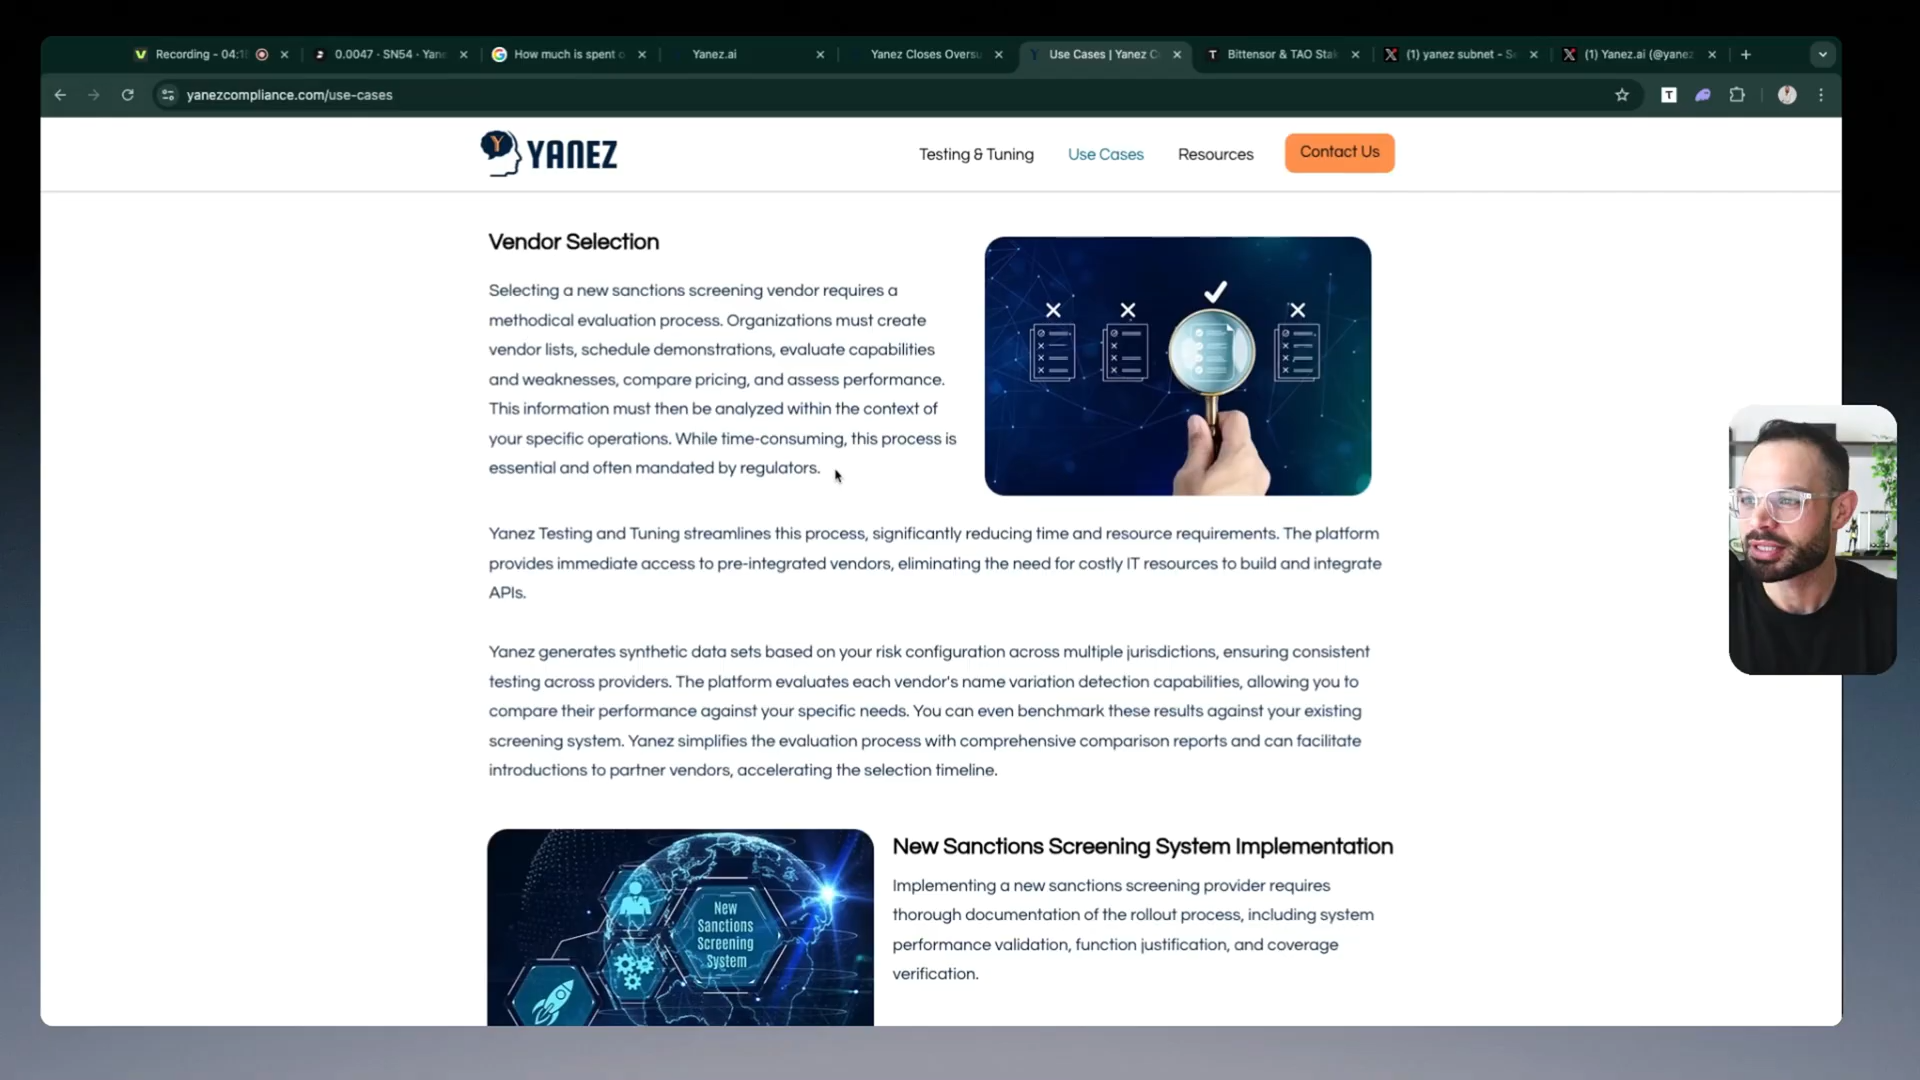 Recording - 04:1
0.0047 · SN54 · Yan
How much is spent o
Yanez.ai
Yanez Closes Oversu
Use Cases | Yanez C
Bittensor & TAO Sta
(1) yanez subnet - Se
(1) Yanez.ai (@yanez
yanezcompliance.com/use-cases
YANEZ
Testing & Tuning
Use Cases
Resources
Contact Us
Vendor Selection
Selecting a new sanctions screening vendor requires a
methodical evaluation process. Organizations must create
vendor lists, schedule demonstrations, evaluate capabilities
and weaknesses, compare pricing, and assess performance.
This information must then be analyzed within the context of
your specific operations. While time-consuming, this process is
essential and often mandated by regulators.
Yanez Testing and Tuning streamlines this process, significantly reducing time and resource requirements. The platform
provides immediate access to pre-integrated vendors, eliminating the need for costly IT resources to build and integrate
APIs.
Yanez generates synthetic data sets based on your risk configuration across multiple jurisdictions, ensuring consistent
testing across providers. The platform evaluates each vendor's name variation detection capabilities, allowing you to
compare their performance against your specific needs. You can even benchmark these results against your existing
screening system. Yanez simplifies the evaluation process with comprehensive comparison reports and can facilitate
introductions to partner vendors, accelerating the selection timeline.
New
Sanctions
Screening
System
New Sanctions Screening System Implementation
Implementing a new sanctions screening provider requires
thorough documentation of the rollout process, including system
performance validation, function justification, and coverage
verification.